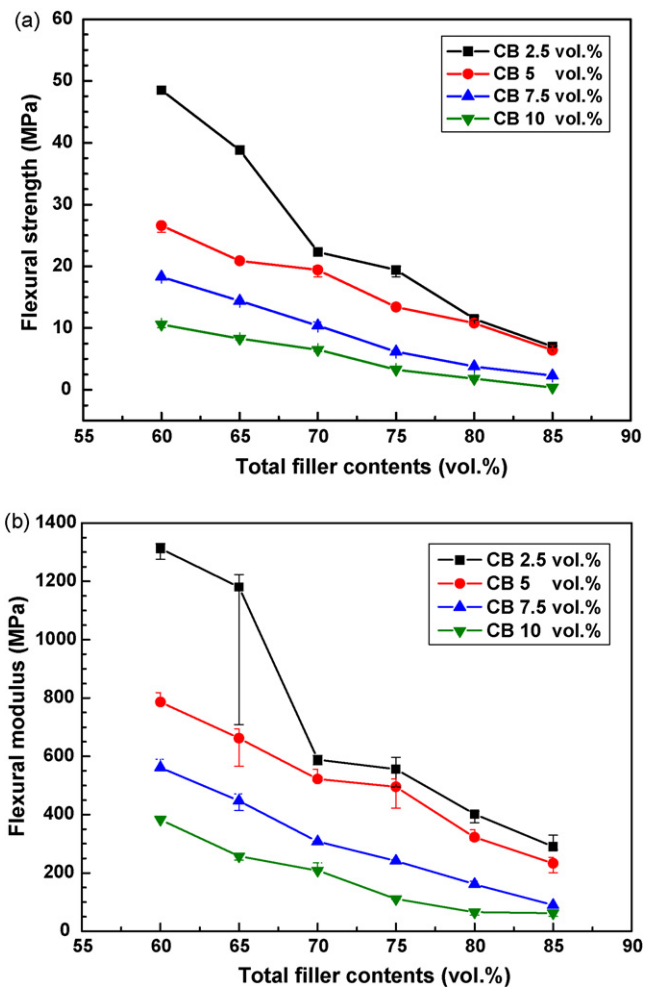 (a)
60
50
40
30
20
10
0
Flexural strength (MPa)
CB 2.5 vol.%
CB 5 vol.%
CB 7.5 vol.%
CB 10 vol.%
55 60 65 70 75 80 85 90
Total filler contents (vol.%)
(b)
1400
1200
1000
800
600
400
200
0
Flexural modulus (MPa)
CB 2.5 vol.%
CB 5 vol.%
CB 7.5 vol.%
CB 10 vol.%
55 60 65 70 75 80 85 90
Total filler contents (vol.%)